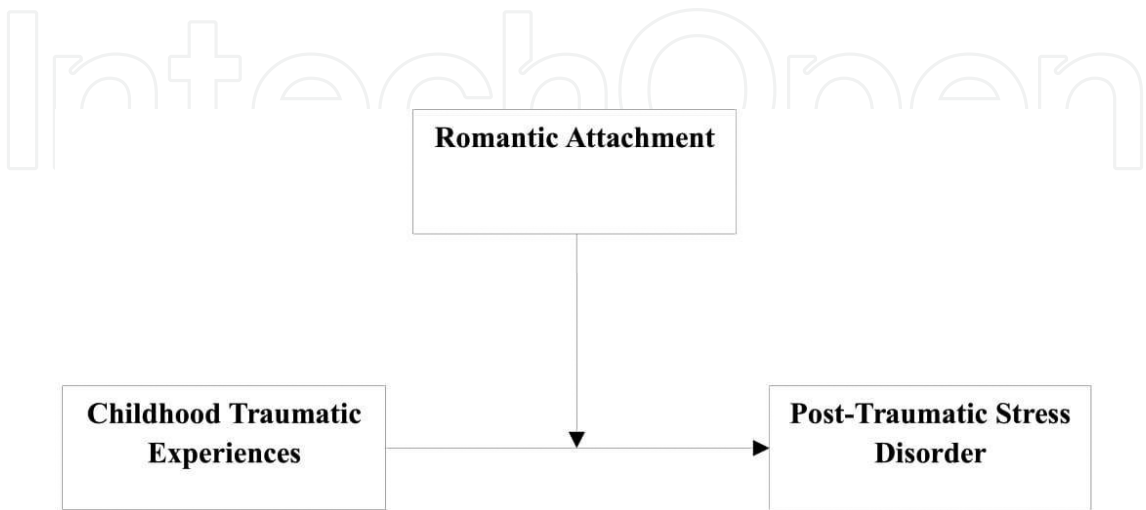 IntechOpen
Romantic Attachment
Childhood Traumatic
Experiences
Post-Traumatic Stress
Disorder